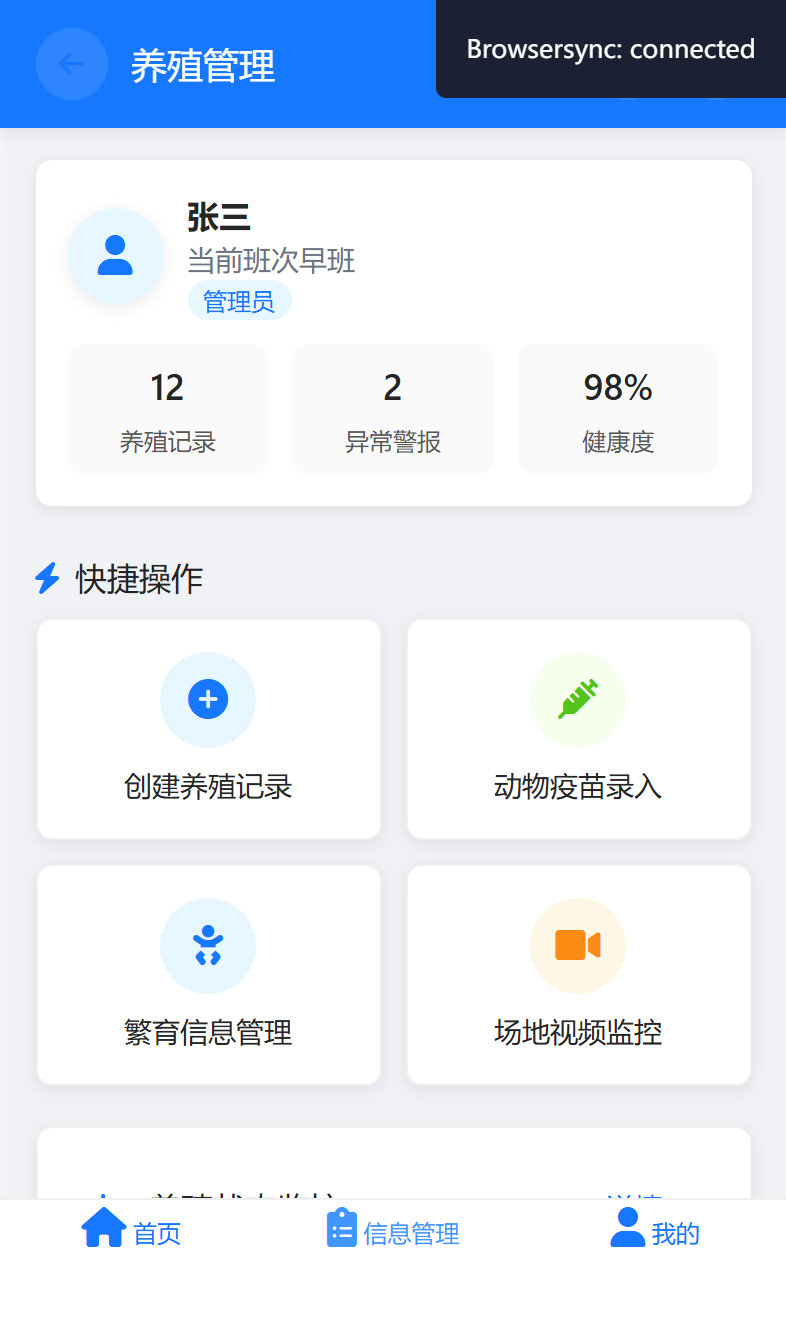 养殖管理
Browsersync: connected
张三
当前班次早班
管理员
12
2
98%
养殖记录
异常警报
健康度
快捷操作
创建养殖记录
动物疫苗录入
繁育信息管理
场地视频监控
首页
信息管理
我的